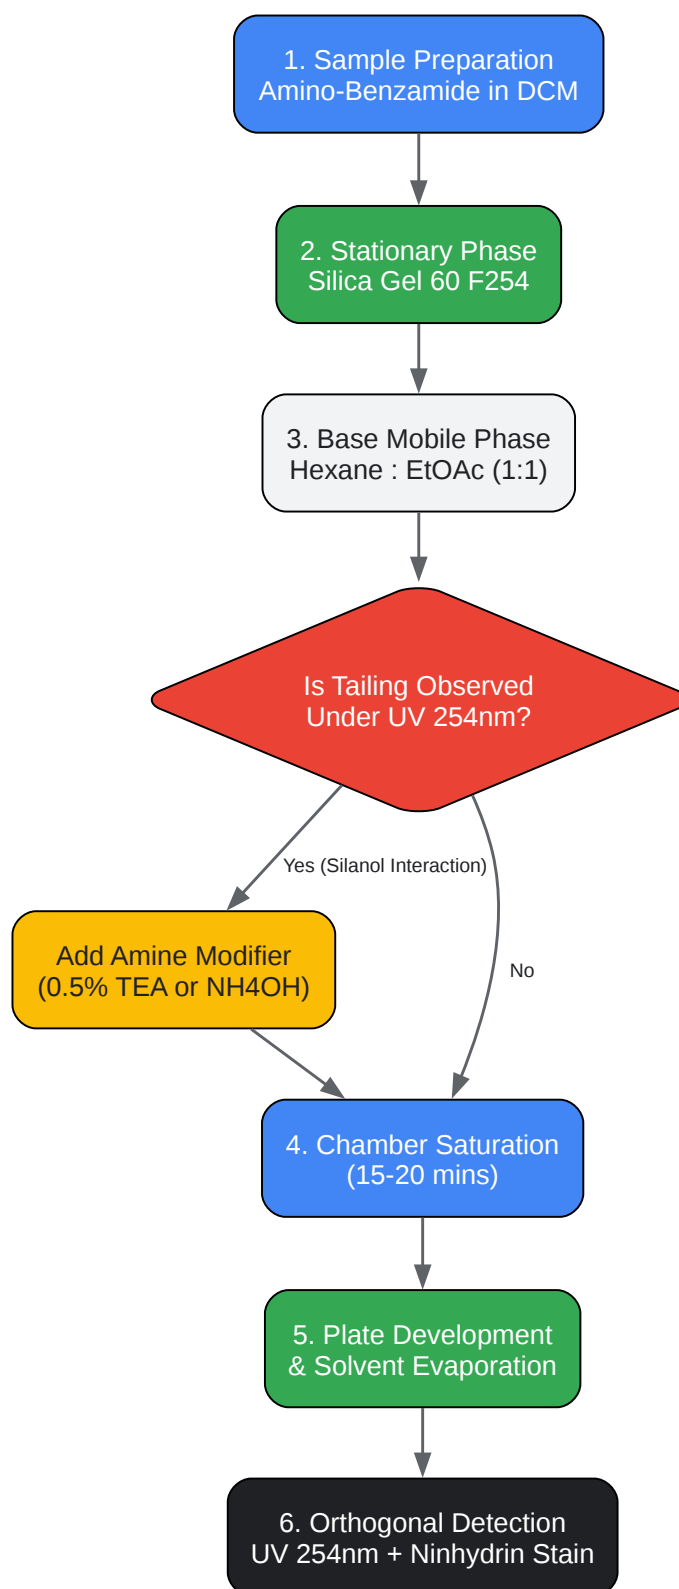 1. Sample Preparation
Amino-Benzamide in DCM
2. Stationary Phase
Silica Gel 60 F254
3. Base Mobile Phase
Hexane : EtOAc (1:1)
Is Tailing Observed
Under UV 254nm?
Yes (Silanol Interaction)
Add Amine Modifier
(0.5% TEA or NH4OH)
No
4. Chamber Saturation
(15-20 mins)
5. Plate Development
& Solvent Evaporation
6. Orthogonal Detection
UV 254nm + Ninhydrin Stain